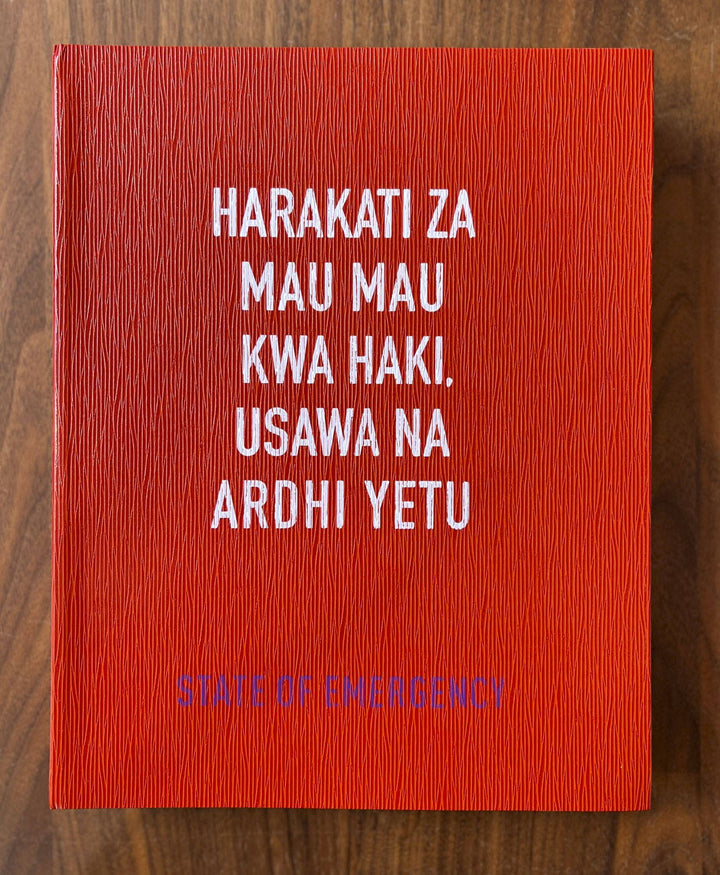 HARAKATI ZA
MAU MAU
KWA HAKI,
USAWA NA
ARDHI YETU
STATE OF EMERGENCY